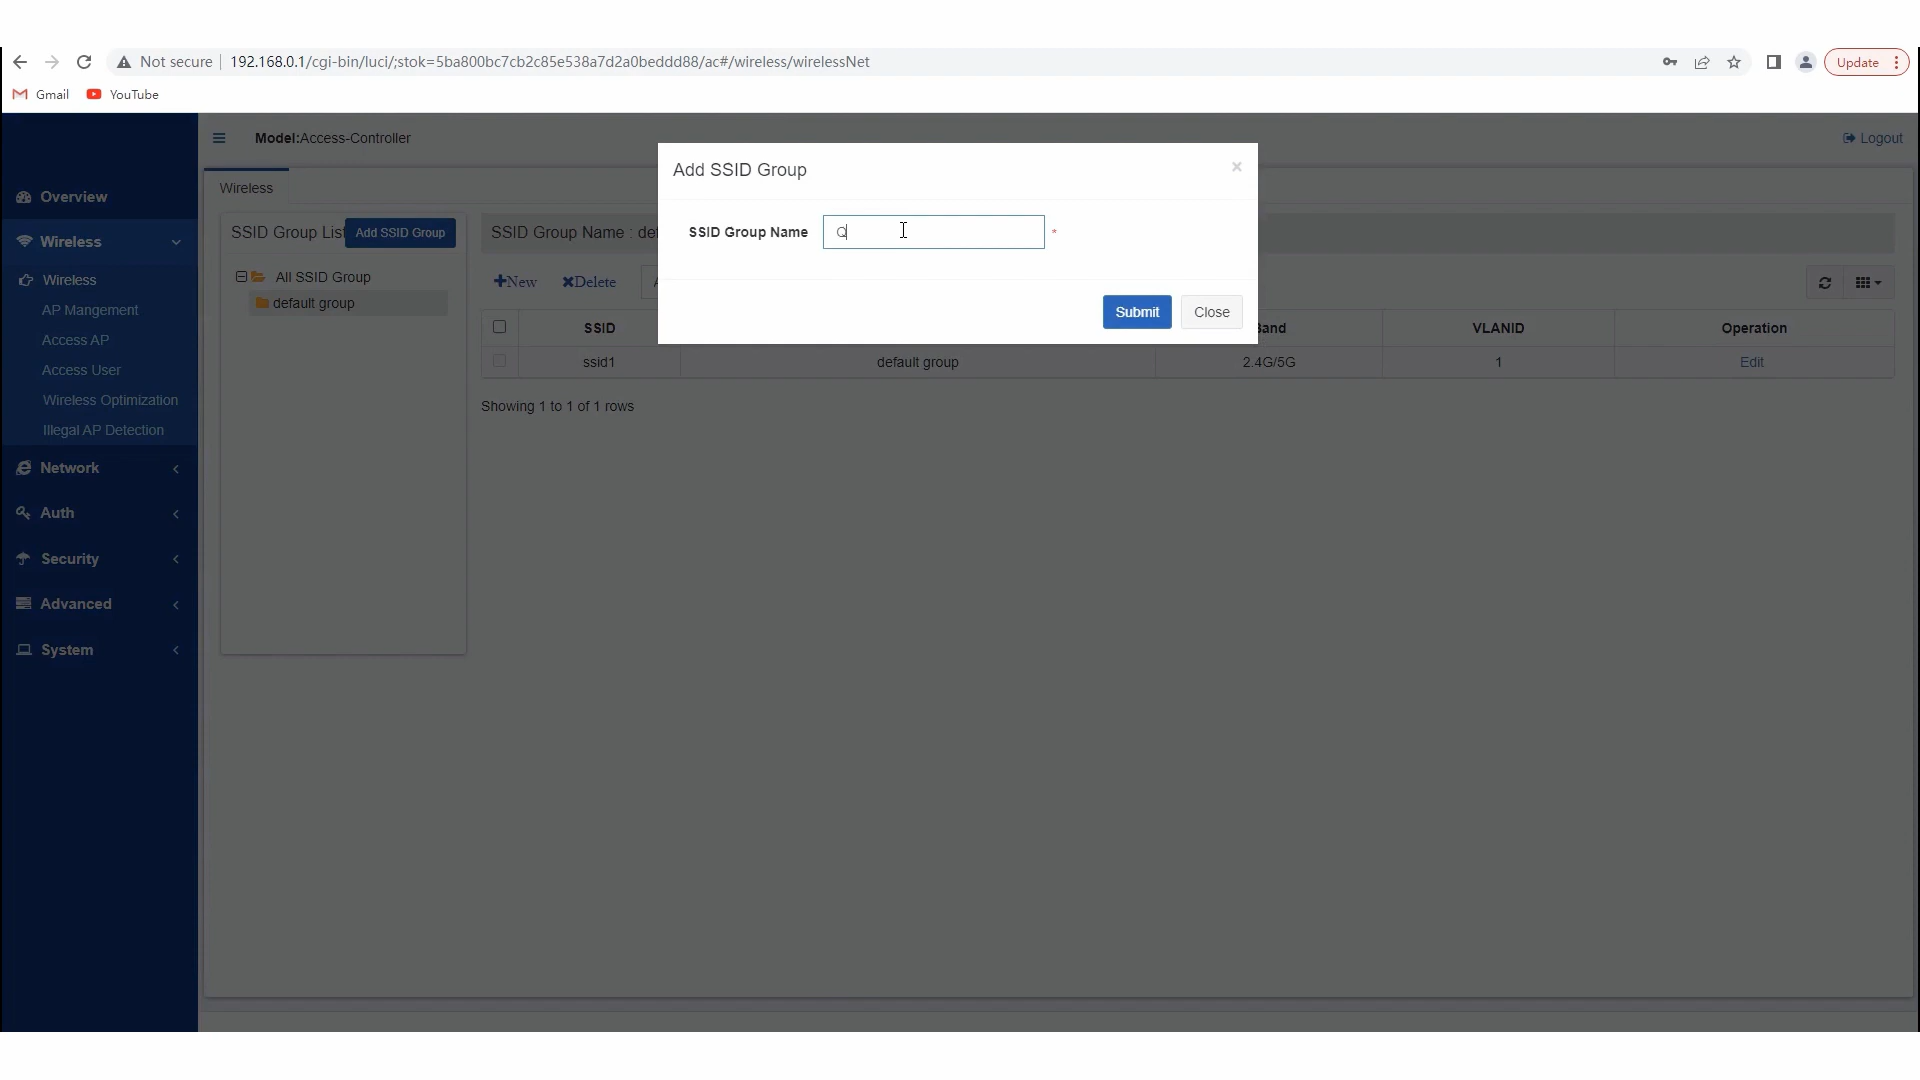 Not secure
192.168.0.1/cgi-bin/luci/;stok=5ba800bc7cb2c85e538a7d2a0beddd88/ac#/wireless/wirelessNet
Update
Gmail
YouTube
Model:Access-Controller
Logout
Add SSID Group
×
Wireless
Overview
SSID Group List
Add SSID Group
SSID Group Name : def
SSID Group Name
Q
*
Wireless
Wireless
AP Mangement
Access AP
Access User
Wireless Optimization
Illegal AP Detection
All SSID Group
default group
New
Delete
Submit
Close
SSID
Band
VLANID
Operation
ssid1
default group
2.4G/5G
1
Edit
Showing 1 to 1 of 1 rows
Network
Auth
Security
Advanced
System